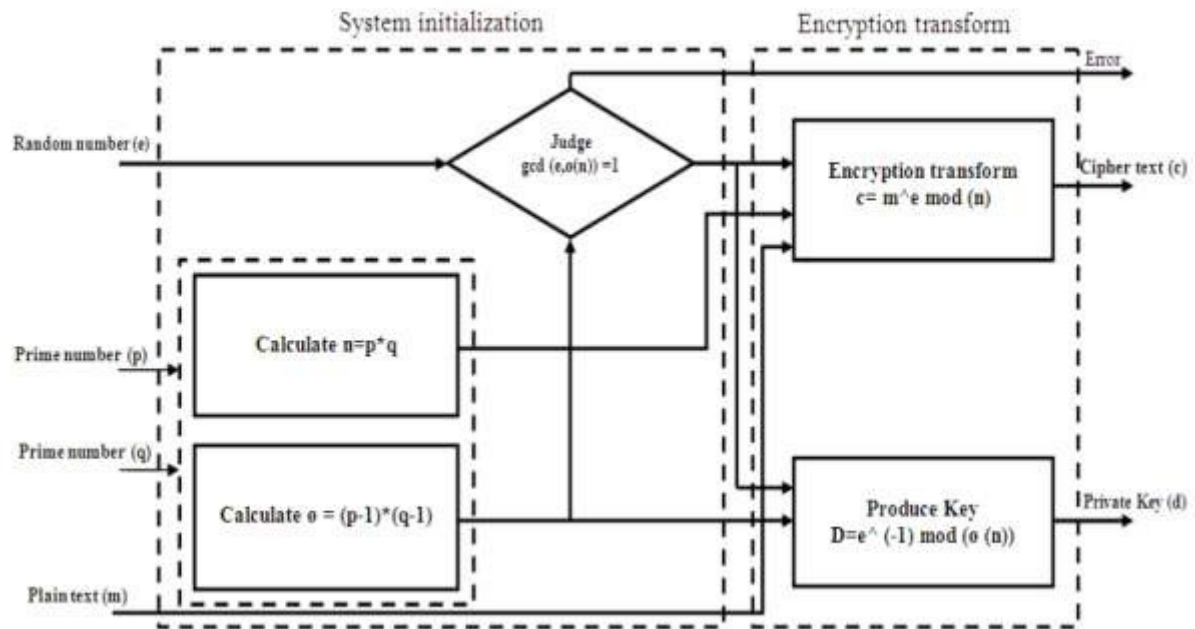 System initialization
Encryption transform
Error
Random number (e)
Judge
gcd (e,o(n)) =1
Encryption transform
c= m^e mod (n)
Cipher text (c)
Calculate n=p*q
Prime number (p)
Prime number (q)
Calculate o = (p-1)*(q-1)
Produce Key
D=e^ (-1) mod (o (n))
Private Key (d)
Plain text (m)